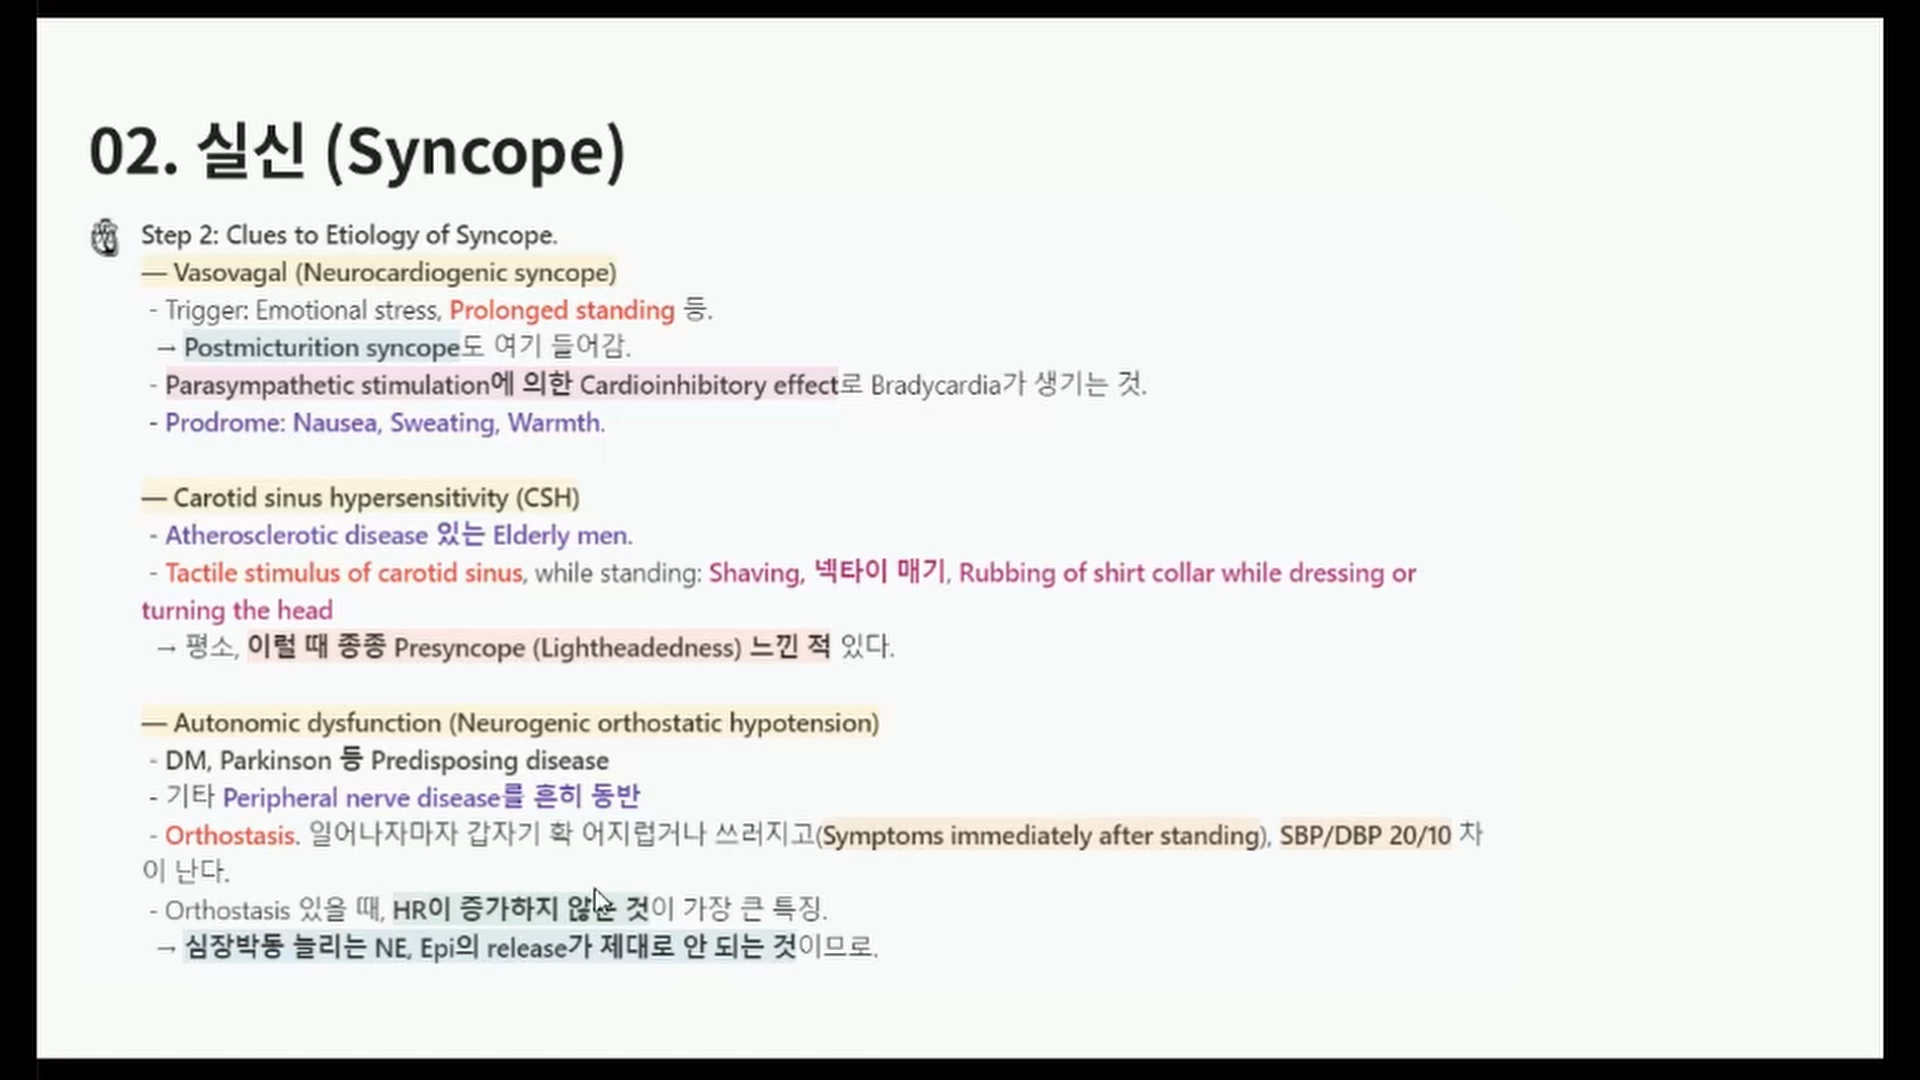 02. 실신 (Syncope)
Step 2: Clues to Etiology of Syncope.
— Vasovagal (Neurocardiogenic syncope)
- Trigger: Emotional stress, Prolonged standing 등.
→ Postmicturition syncope도 여기 들어감.
- Parasympathetic stimulation에 의한 Cardioinhibitory effect로 Bradycardia가 생기는 것.
- Prodrome: Nausea, Sweating, Warmth.
— Carotid sinus hypersensitivity (CSH)
- Atherosclerotic disease 있는 Elderly men.
- Tactile stimulus of carotid sinus, while standing: Shaving, 넥타이 매기, Rubbing of shirt collar while dressing or
turning the head
→ 평소, 이럴 때 종종 Presyncope (Lightheadedness) 느낀 적 있다.
— Autonomic dysfunction (Neurogenic orthostatic hypotension)
- DM, Parkinson 등 Predisposing disease
- 기타 Peripheral nerve disease를 흔히 동반
- Orthostasis. 일어나자마자 갑자기 확 어지럽거나 쓰러지고(Symptoms immediately after standing), SBP/DBP 20/10 차
이 난다.
- Orthostasis 있을 때, HR이 증가하지 않는 것이 가장 큰 특징.
→ 심장박동 늘리는 NE, Epi의 release가 제대로 안 되는 것이므로.